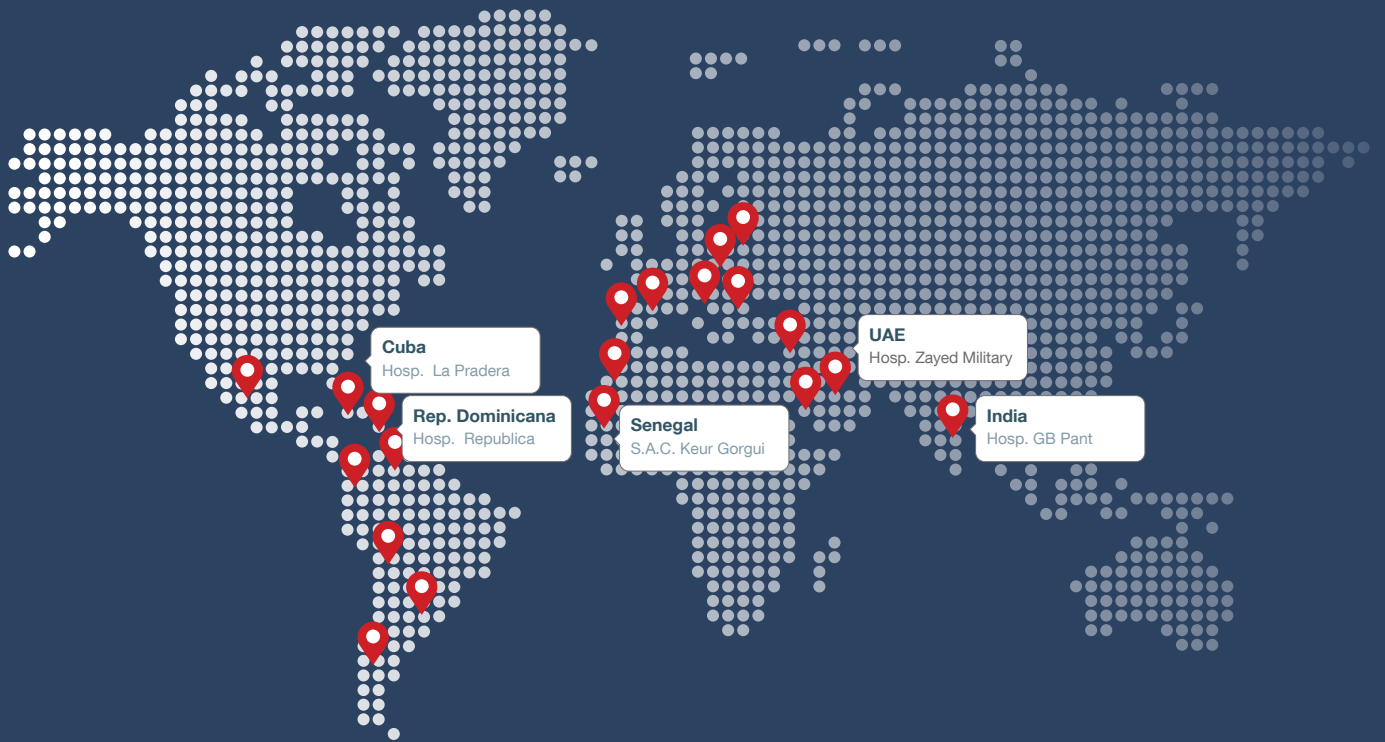 Cuba
Hosp. La Pradera
Rep. Dominicana
Hosp. Republica
Senegal
S.A.C. Keur Gorgui
UAE
Hosp. Zayed Military
India
Hosp. GB Pant